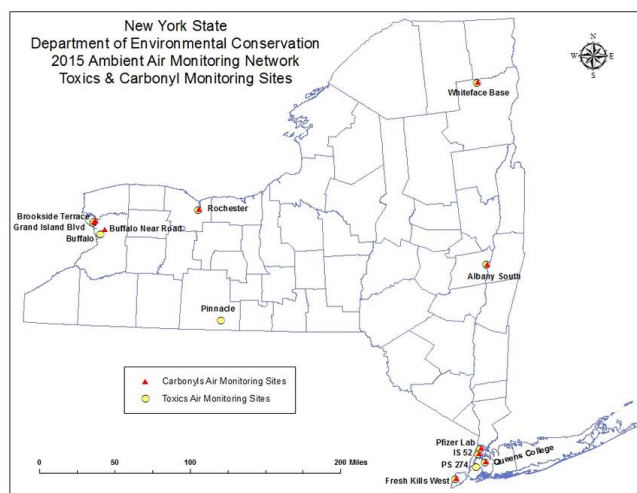 New York State
Department of Environmental Conservation
2015 Ambient Air Monitoring Network
Toxics & Carbonyl Monitoring Sites
N
W E
S
Whiteface Base
Rochester
Brookside Terrace
Grand Island Blvd
Buffalo Near Road
Buffalo
Albany South
Pinnacle
Carbonyls Air Monitoring Sites
Toxics Air Monitoring Sites
Pfizer Lab
IS 52
Queens College
PS 274
Fresh Kills West
0 50 100 200 Miles